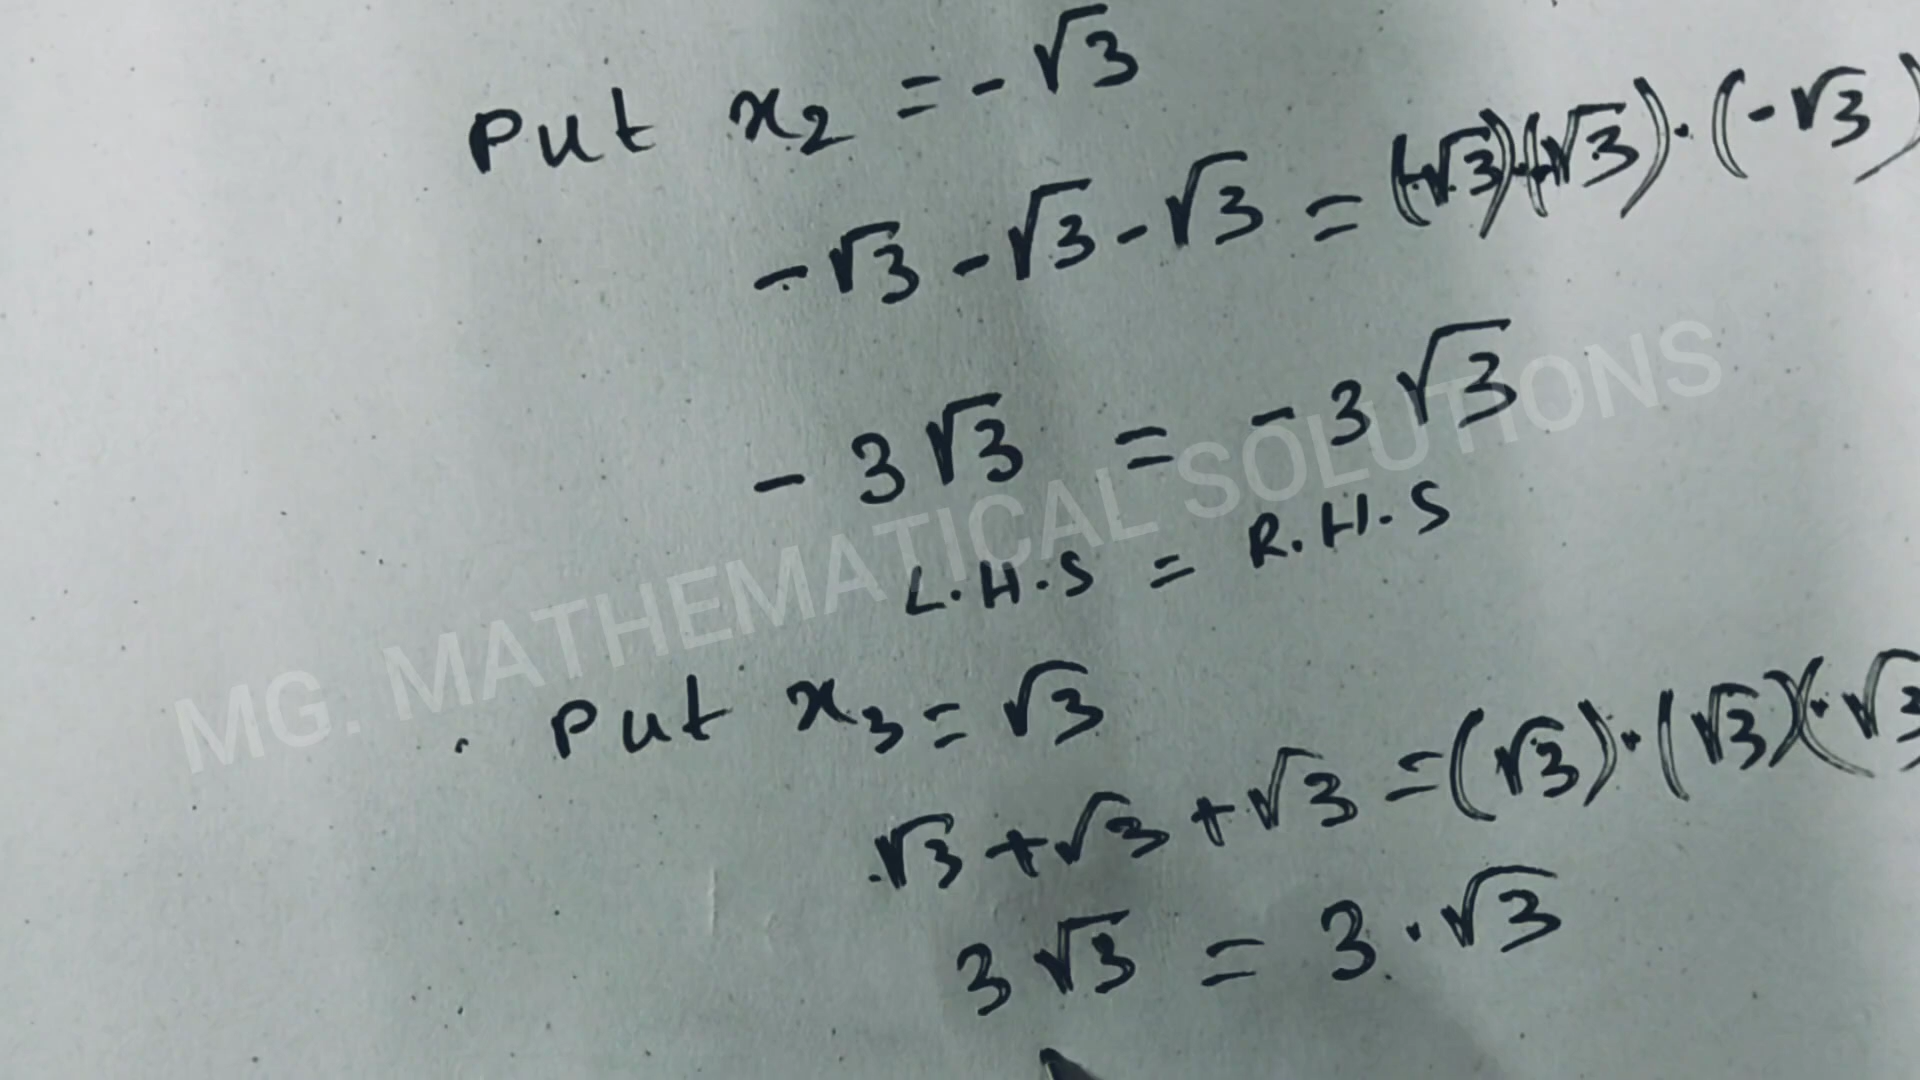 Put x₂ = - √3
- √3 - √3 - √3 = (-√3)·(-√3)·(-√3)
- 3√3 = - 3√3
L.H.S = R.H.S
Put x₃ = √3
√3 + √3 + √3 = (√3)·(√3)(·√3
3√3 = 3·√3
MG. MATHEMATICAL SOLUTIONS